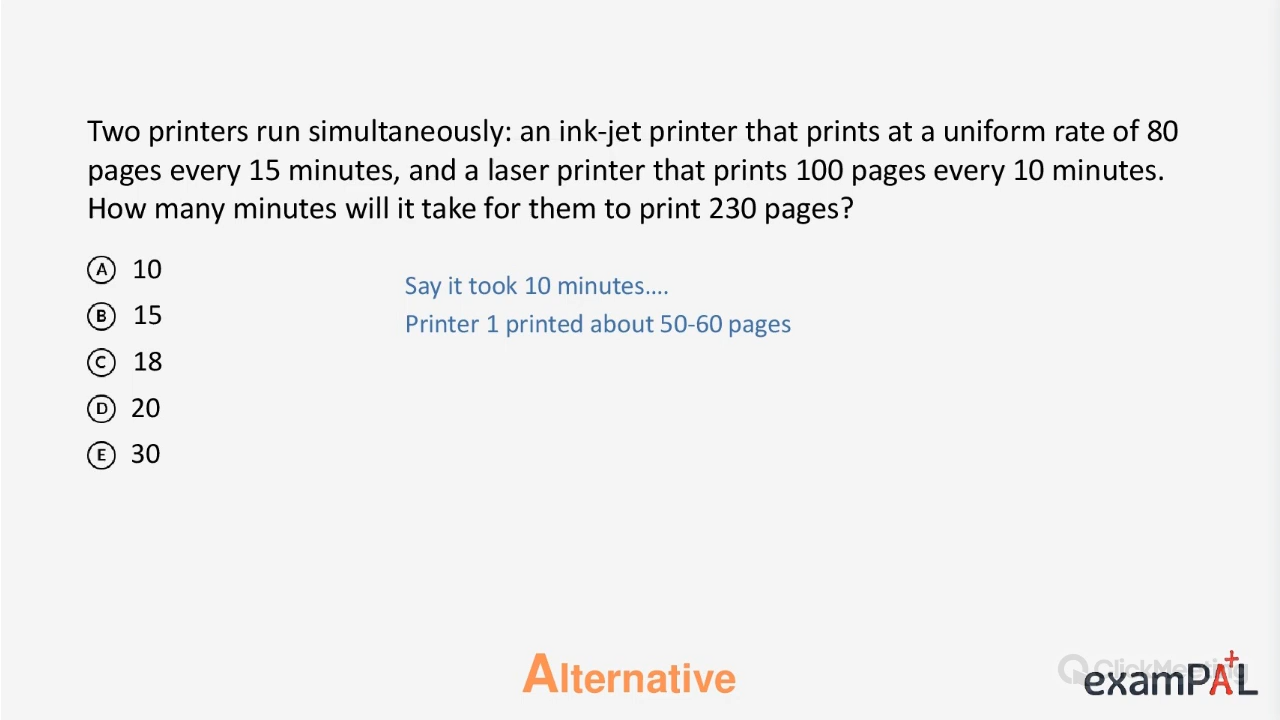 Two printers run simultaneously: an ink-jet printer that prints at a uniform rate of 80
pages every 15 minutes, and a laser printer that prints 100 pages every 10 minutes.
How many minutes will it take for them to print 230 pages?
A 10
B 15
C 18
D 20
E 30
Say it took 10 minutes....
Printer 1 printed about 50-60 pages
Alternative
ClickMeeting
examPAL+